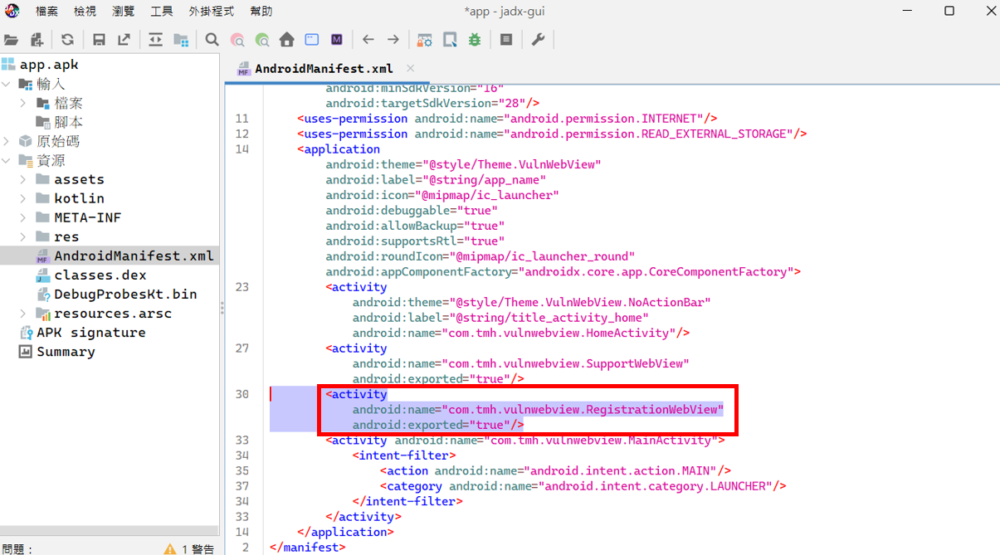 檔案 檢視 瀏覽 工具 外掛程式 幫助 *app - jadx-gui
app.apk
輸入
檔案
腳本
原始碼
資源
assets
kotlin
META-INF
res
MF AndroidManifest.xml
classes.dex
DebugProbesKt.bin
resources.arsc
APK signature
Summary
問題：
1 警告
MF AndroidManifest.xml
android:minSdkVersion="16"
android:targetSdkVersion="28"/>
11 <uses-permission android:name="android.permission.INTERNET"/>
12 <uses-permission android:name="android.permission.READ_EXTERNAL_STORAGE"/>
14 <application
android:theme="@style/Theme.VulnWebView"
android:label="@string/app_name"
android:icon="@mipmap/ic_launcher"
android:debuggable="true"
android:allowBackup="true"
android:supportsRtl="true"
android:roundIcon="@mipmap/ic_launcher_round"
android:appComponentFactory="androidx.core.app.CoreComponentFactory">
23 <activity
android:theme="@style/Theme.VulnWebView.NoActionBar"
android:label="@string/title_activity_home"
android:name="com.tmh.vulnwebview.HomeActivity"/>
27 <activity
android:name="com.tmh.vulnwebview.SupportWebView"
android:exported="true"/>
30 <activity
android:name="com.tmh.vulnwebview.RegistrationWebView"
android:exported="true"/>
33 <activity android:name="com.tmh.vulnwebview.MainActivity">
34 <intent-filter>
35 <action android:name="android.intent.action.MAIN"/>
37 <category android:name="android.intent.category.LAUNCHER"/>
34 </intent-filter>
33 </activity>
14 </application>
2 </manifest>